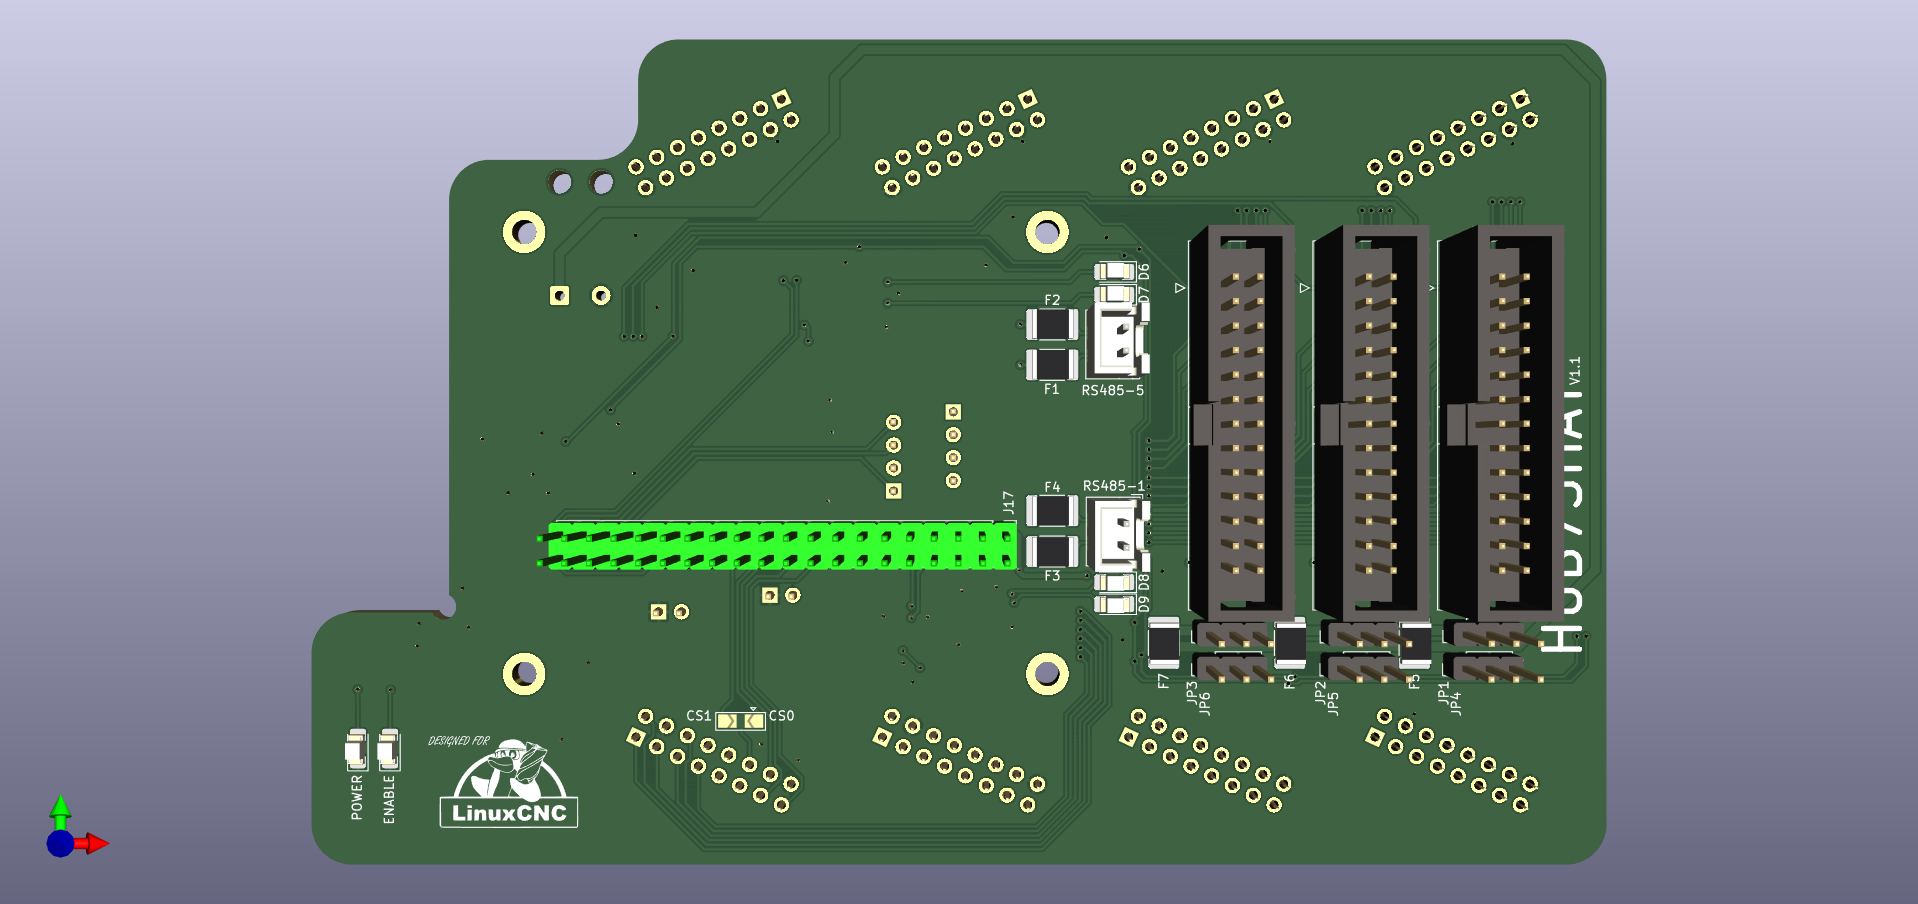 D6
D7
F2
F1
RS485-5
V1.1
J17
F4
RS485-1
F3
D8
D9
F7
JP3
JP6
F6
JP2
JP5
F5
JP1
JP4
CS1
CS0
DESIGNED FOR
LinuxCNC
POWER
ENABLE